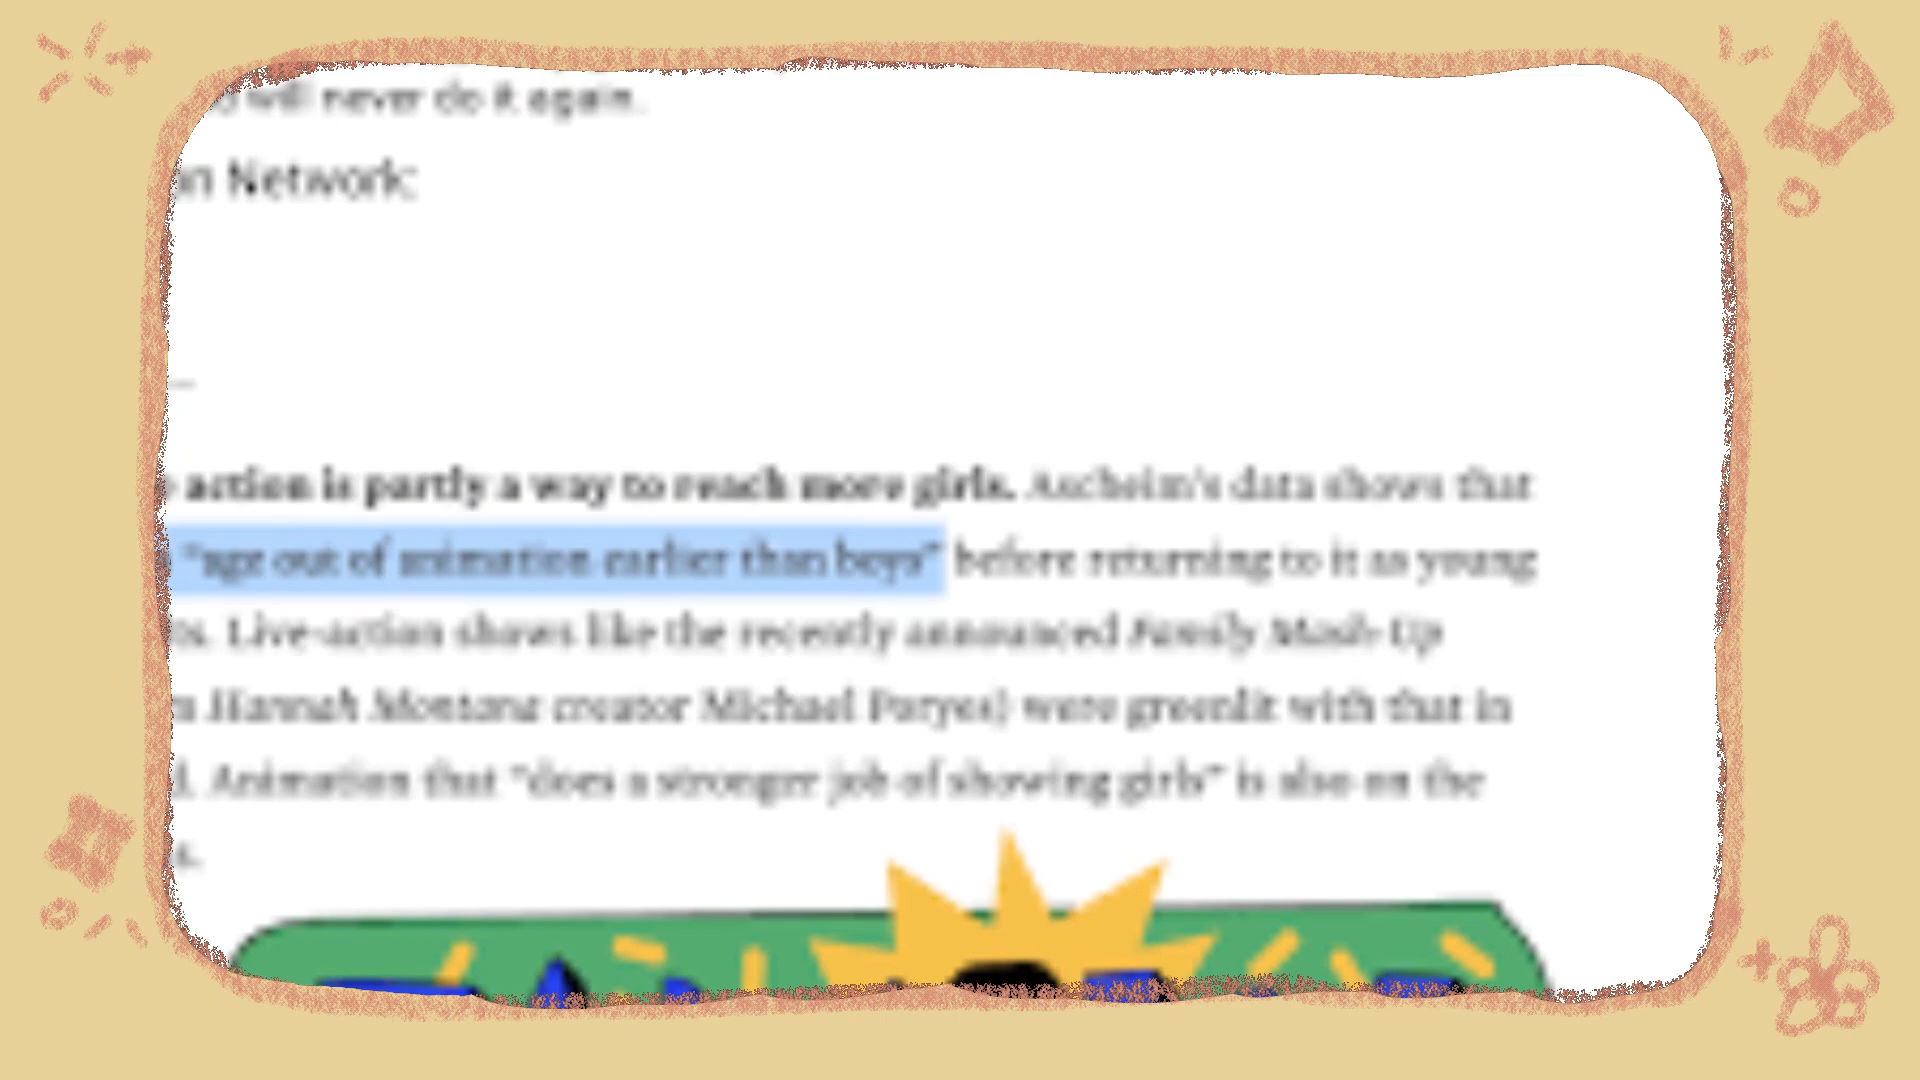 will never do it again.
Network:
action is partly a way to reach more girls. Ascheim's data shows that
"age out of animation earlier than boys" before returning to it as young
Live-action shows like the recently announced Family Mash-Up
Hannah Montana creator Michael Poryes) were greenlit with that in
Animation that "does a stronger job of showing girls" is also on the